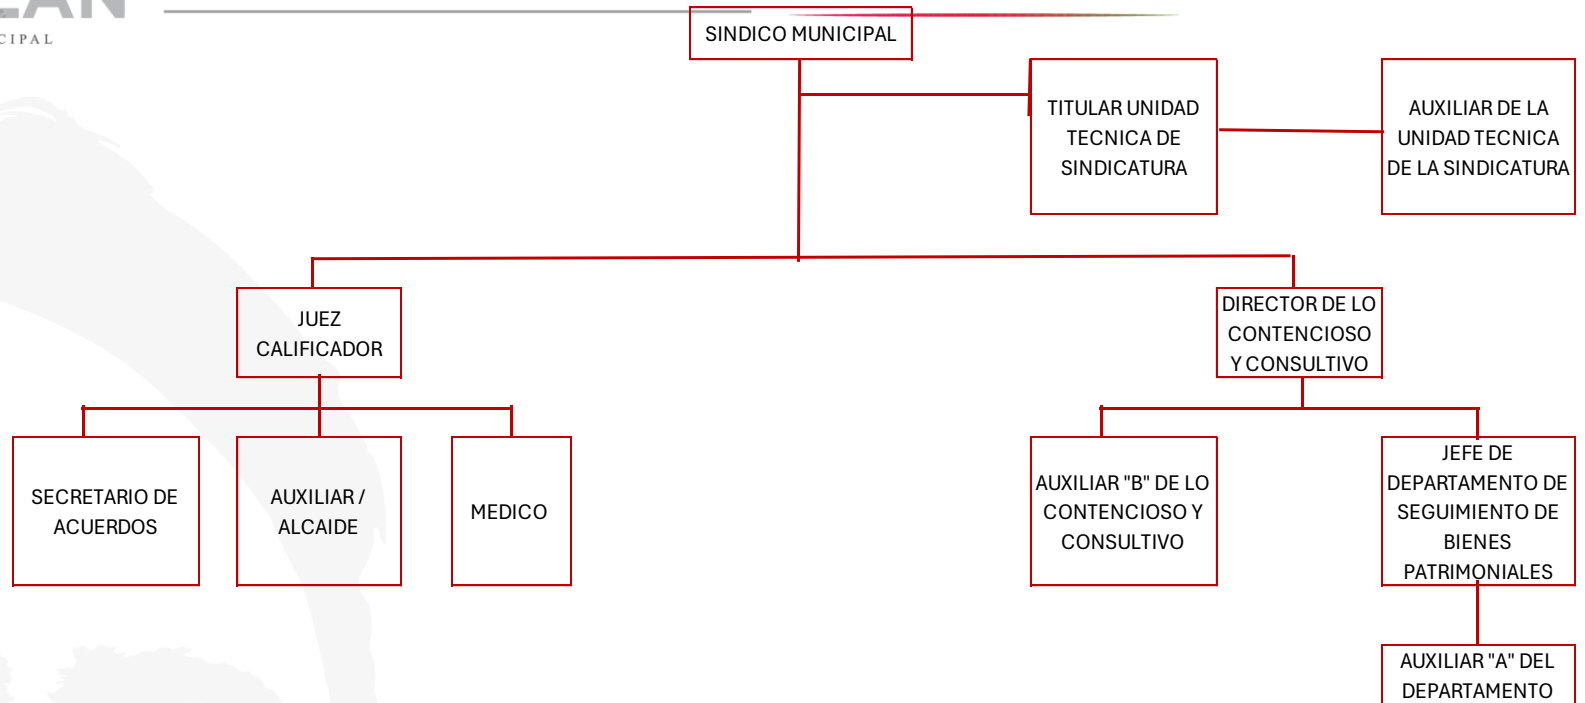 SINDICO MUNICIPAL
TITULAR UNIDAD
TECNICA DE
SINDICATURA
AUXILIAR DE LA
UNIDAD TECNICA
DE LA SINDICATURA
JUEZ
CALIFICADOR
DIRECTOR DE LO
CONTENCIOSO
Y CONSULTIVO
SECRETARIO DE
ACUERDOS
AUXILIAR /
ALCAIDE
MEDICO
AUXILIAR "B" DE LO
CONTENCIOSO Y
CONSULTIVO
JEFE DE
DEPARTAMENTO DE
SEGUIMIENTO DE
BIENES
PATRIMONIALES
AUXILIAR "A" DEL
DEPARTAMENTO